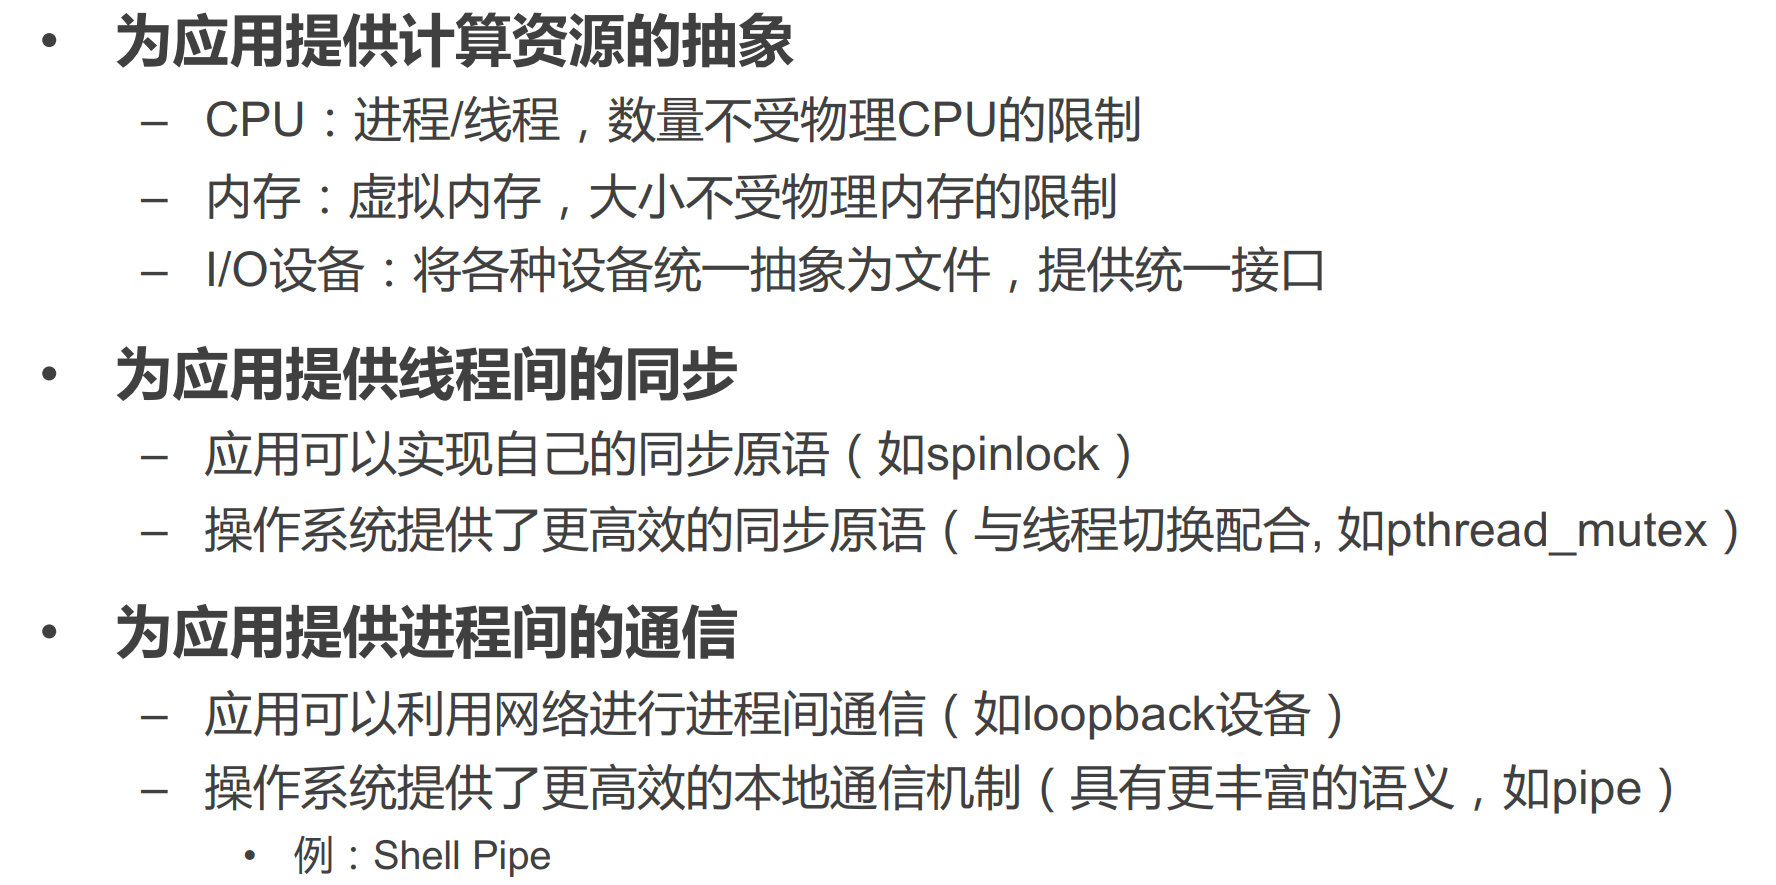 • 为应用提供计算资源的抽象
– CPU：进程/线程，数量不受物理CPU的限制
– 内存：虚拟内存，大小不受物理内存的限制
– I/O设备：将各种设备统一抽象为文件，提供统一接口
• 为应用提供线程间的同步
– 应用可以实现自己的同步原语（如spinlock）
– 操作系统提供了更高效的同步原语（与线程切换配合, 如pthread_mutex）
• 为应用提供进程间的通信
– 应用可以利用网络进行进程间通信（如loopback设备）
– 操作系统提供了更高效的本地通信机制（具有更丰富的语义，如pipe）
• 例：Shell Pipe